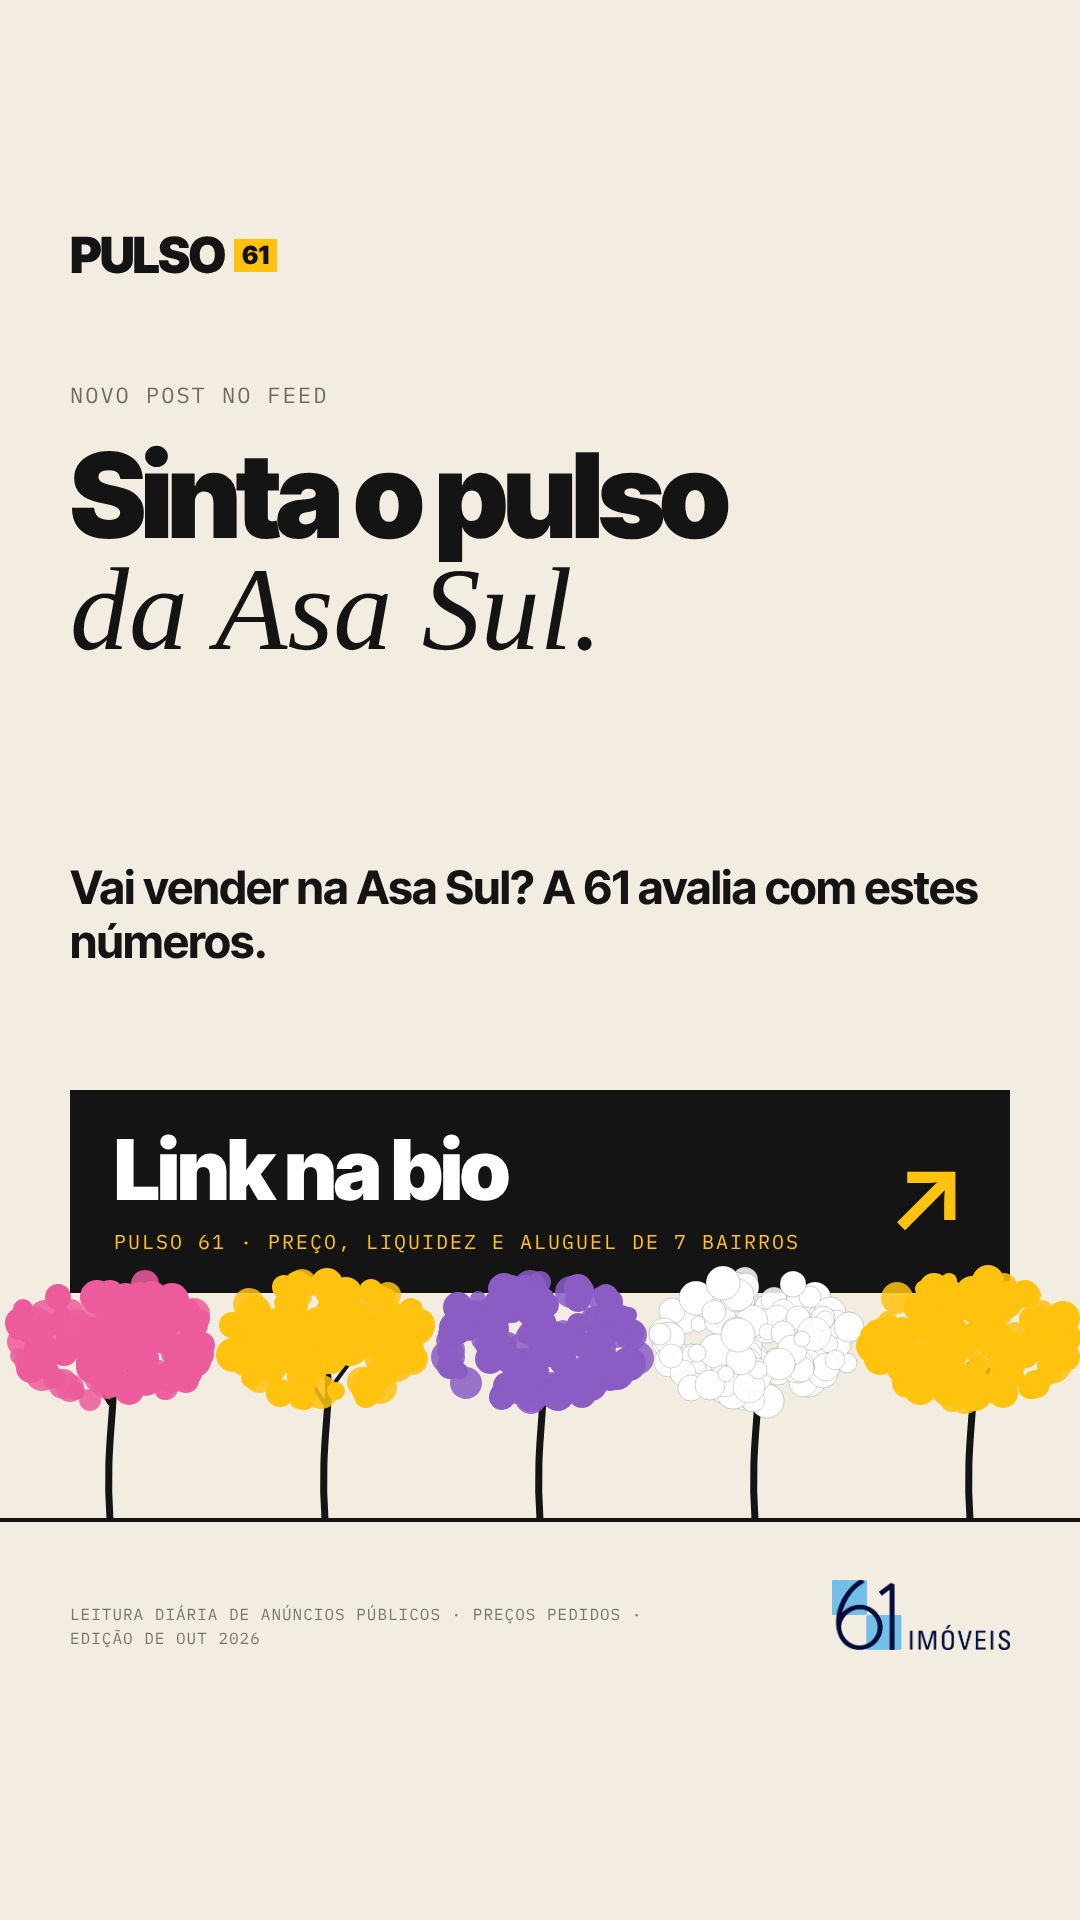 PULSO 61
NOVO POST NO FEED
Sinta o pulso
da Asa Sul.
Vai vender na Asa Sul? A 61 avalia com estes
números.
Link na bio
PULSO 61 · PREÇO, LIQUIDEZ E ALUGUEL DE 7 BAIRROS
LEITURA DIÁRIA DE ANÚNCIOS PÚBLICOS · PREÇOS PEDIDOS ·
EDIÇÃO DE OUT 2026
61 IMÓVEIS